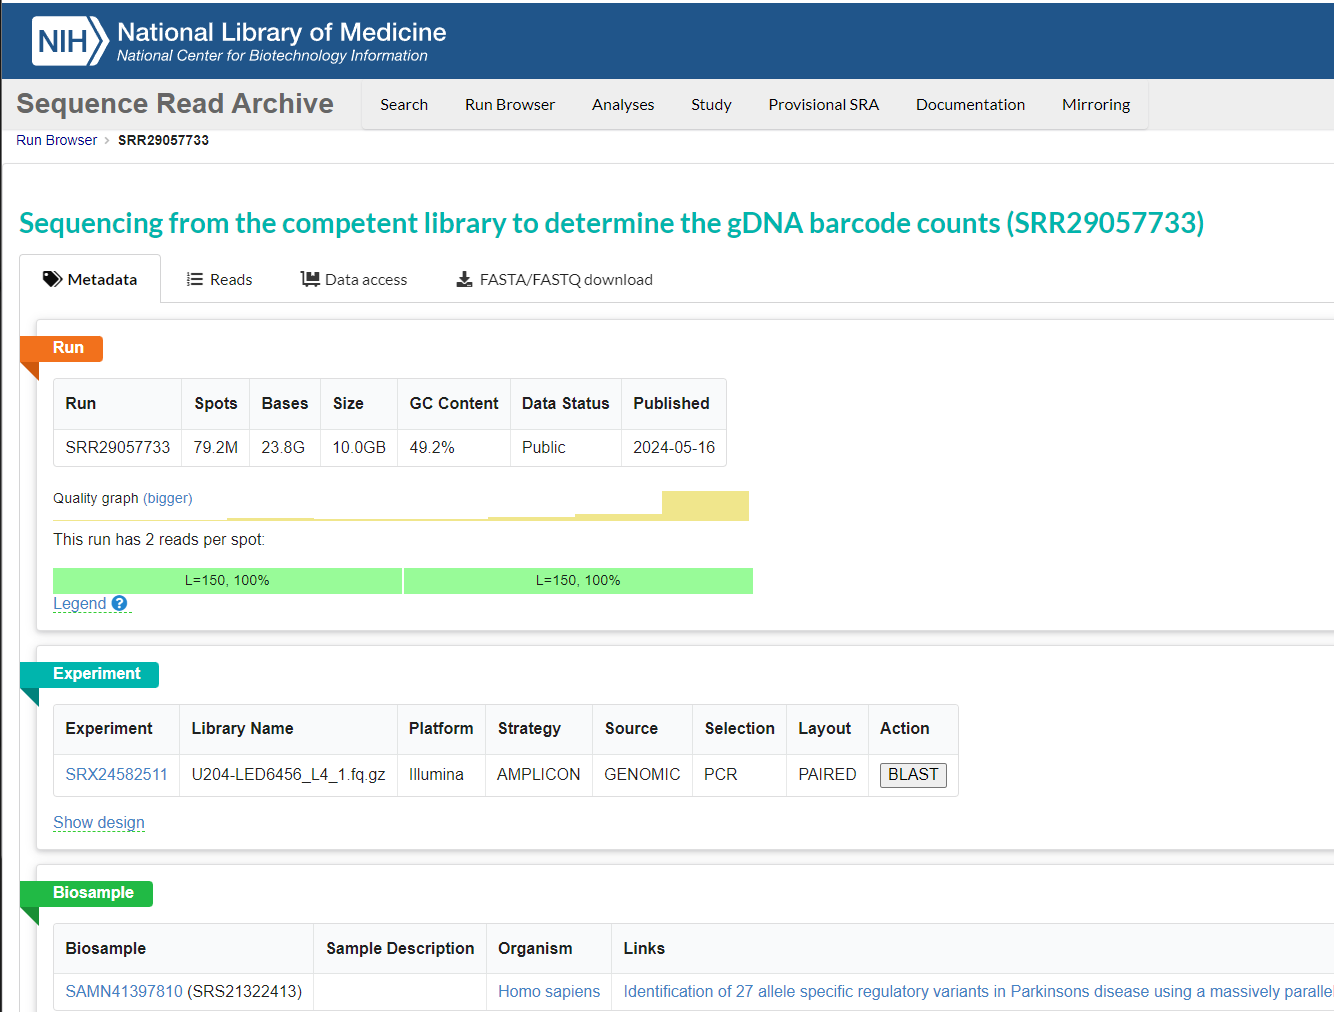 NIH National Library of Medicine
National Center for Biotechnology Information
Sequence Read Archive Search Run Browser Analyses Study Provisional SRA Documentation Mirroring
Run Browser › SRR29057733
Sequencing from the competent library to determine the gDNA barcode counts (SRR29057733)
Metadata Reads Data access FASTA/FASTQ download
Run
Run Spots Bases Size GC Content Data Status Published
SRR29057733 79.2M 23.8G 10.0GB 49.2% Public 2024-05-16
Quality graph (bigger)
This run has 2 reads per spot:
L=150, 100% L=150, 100%
Legend ?
Experiment
Experiment Library Name Platform Strategy Source Selection Layout Action
SRX24582511 U204-LED6456_L4_1.fq.gz Illumina AMPLICON GENOMIC PCR PAIRED BLAST
Show design
Biosample
Biosample Sample Description Organism Links
SAMN41397810 (SRS21322413) Homo sapiens Identification of 27 allele specific regulatory variants in Parkinsons disease using a massively paralle